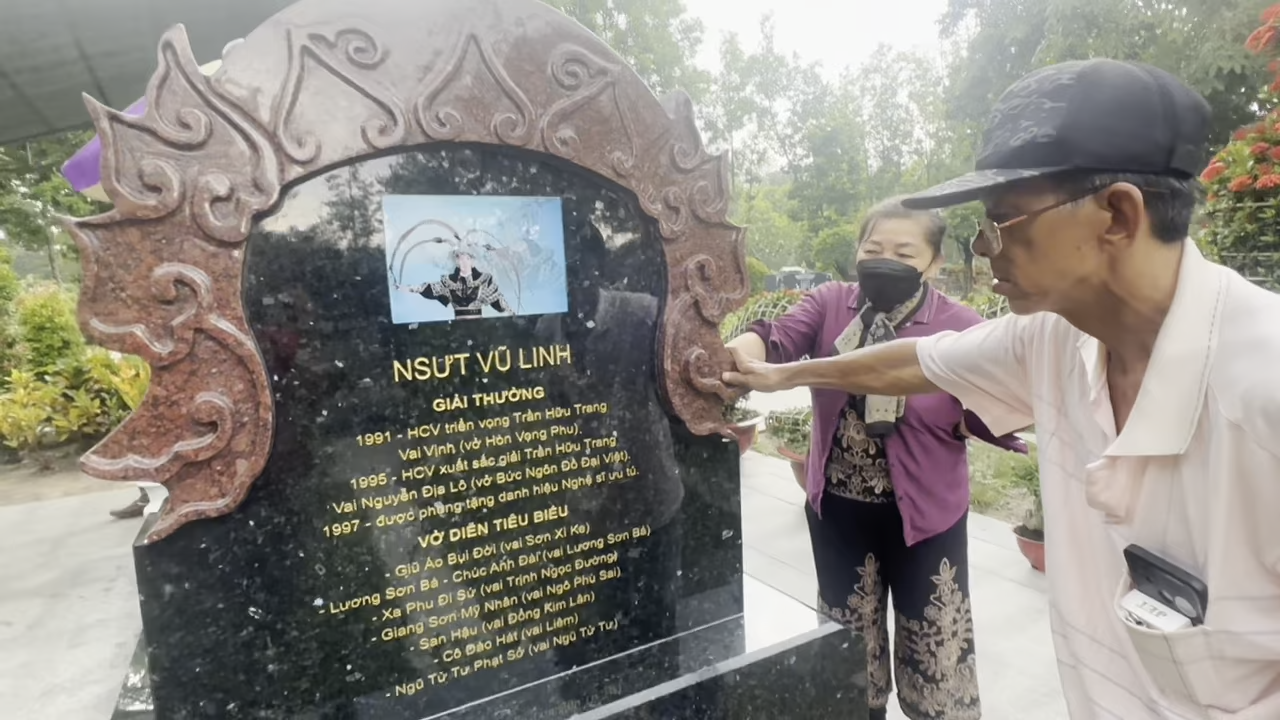 NSƯT VŨ LINH
GIẢI THƯỞNG
1991 - HCV triển vọng Trần Hữu Trang
Vai Vịnh (vở Hòn Vọng Phu).
1995 - HCV xuất sắc giải Trần Hữu Trang
Vai Nguyễn Địa Lô (vở Bức Ngôn Đồ Đại Việt).
1997 - được phong tặng danh hiệu Nghệ sĩ ưu tú.
VỞ DIỄN TIÊU BIỂU
- Giũ Áo Bụi Đời (vai Sơn Xỉ Ke)
- Lương Sơn Bá - Chúc Anh Đài (vai Lương Sơn Bá)
- Xa Phu Đi Sứ (vai Trịnh Ngọc Đường)
- Giang Sơn Mỹ Nhân (vai Ngô Phù Sai)
- San Hậu (vai Đổng Kim Lân)
- Cô Đào Hát (vai Liêm)
- Ngũ Tử Tư Phạt Sở (vai Ngũ Tử Tư)